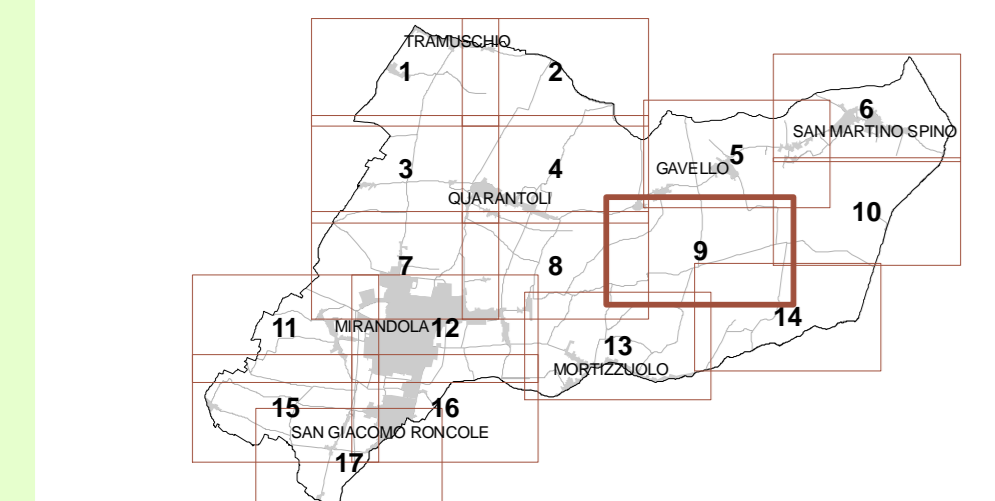 TRAMUSCHIO
1
2
6
SAN MARTINO SPINO
5
GAVELLO
3
4
QUARANTOLI
10
9
7
8
14
11
MIRANDOLA 12
13
MORTIZZUOLO
15
16
SAN GIACOMO RONCOLE
17